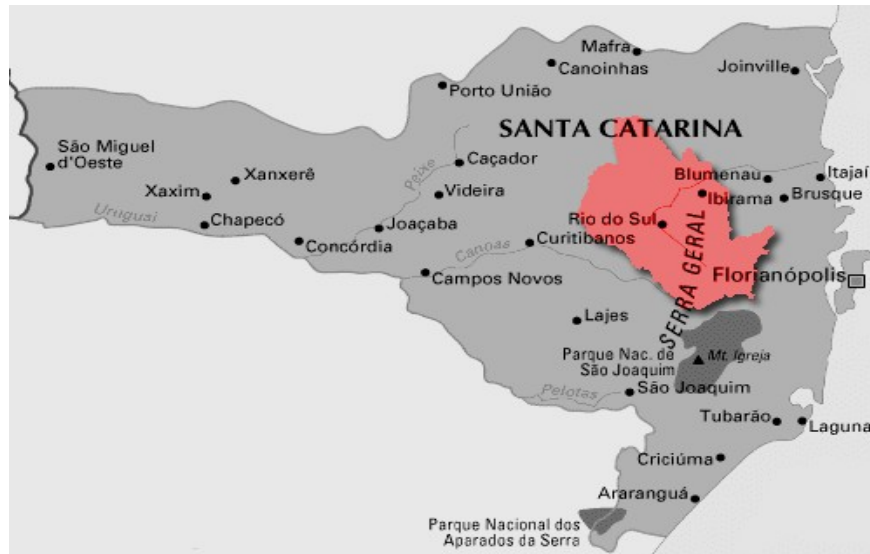 Mafra
Canoinhas
Joinville
Porto União
SANTA CATARINA
São Miguel
d'Oeste
Xanxerê
Caçador
Blumenau
Itajaí
Peixe
Xaxim
Videira
Ibirama
Brusque
Uruguai
Chapecó
Joaçaba
Rio do Sul
Concórdia
Curitibanos
Canoas
Campos Novos
Florianópolis
SERRA GERAL
Lajes
Parque Nac. de
São Joaquim
Mt. Igreja
Pelotas
São Joaquim
Tubarão
Laguna
Criciúma
Araranguá
Parque Nacional dos
Aparados da Serra